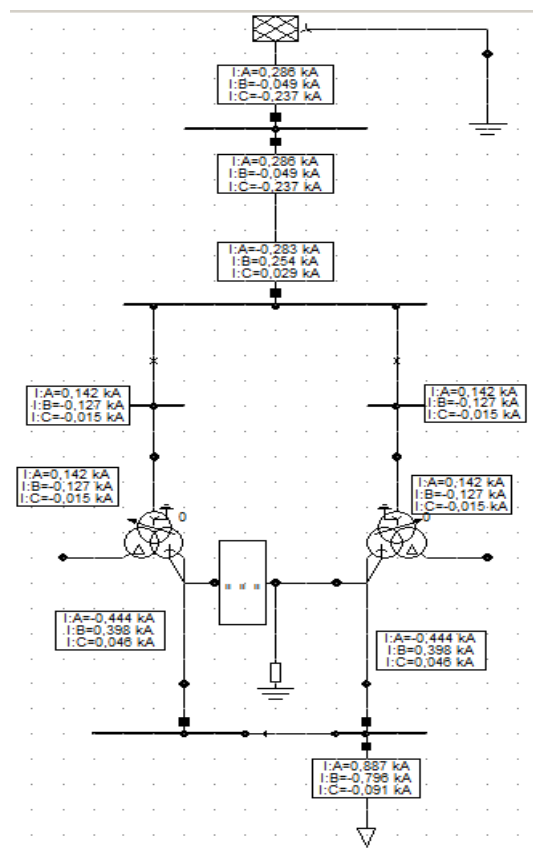 I:A=0,286 kA
I:B=-0,049 kA
I:C=-0,237 kA
I:A=0,286 kA
I:B=-0,049 kA
I:C=-0,237 kA
I:A=-0,283 kA
I:B=0,254 kA
I:C=0,029 kA
I:A=0,142 kA
I:B=-0,127 kA
I:C=-0,015 kA
I:A=0,142 kA
I:B=-0,127 kA
I:C=-0,015 kA
I:A=0,142 kA
I:B=-0,127 kA
I:C=-0,015 kA
0
I:A=0,142 kA
I:B=-0,127 kA
I:C=-0,015 kA
0
I:A=-0,444 kA
I:B=0,398 kA
I:C=0,046 kA
I:A=-0,444 kA
I:B=0,398 kA
I:C=0,046 kA
I:A=0,887 kA
I:B=-0,796 kA
I:C=-0,091 kA